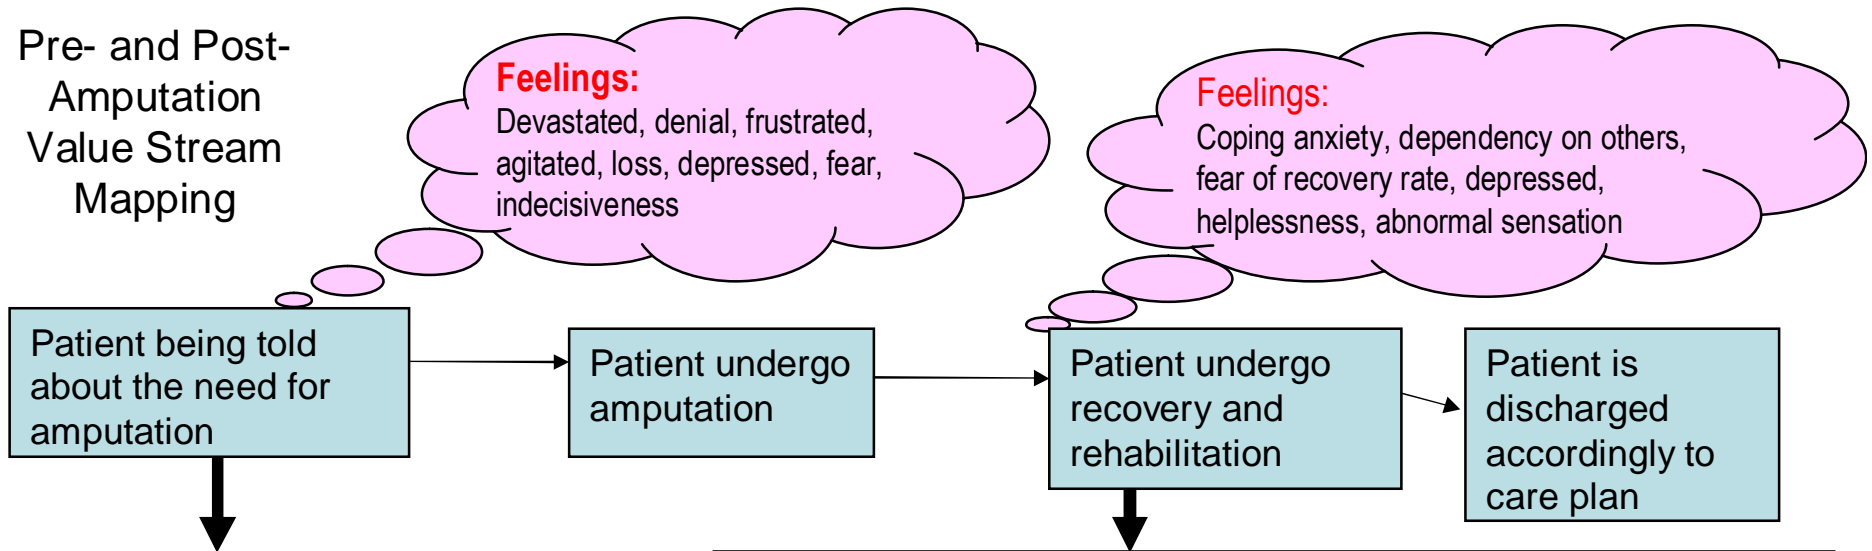 Pre- and Post-
Amputation
Value Stream
Mapping
Feelings:
Devastated, denial, frustrated,
agitated, loss, depressed, fear,
indecisiveness
Feelings:
Coping anxiety, dependency on others,
fear of recovery rate, depressed,
helplessness, abnormal sensation
Patient being told
about the need for
amputation
Patient undergo
amputation
Patient undergo
recovery and
rehabilitation
Patient is
discharged
accordingly to
care plan